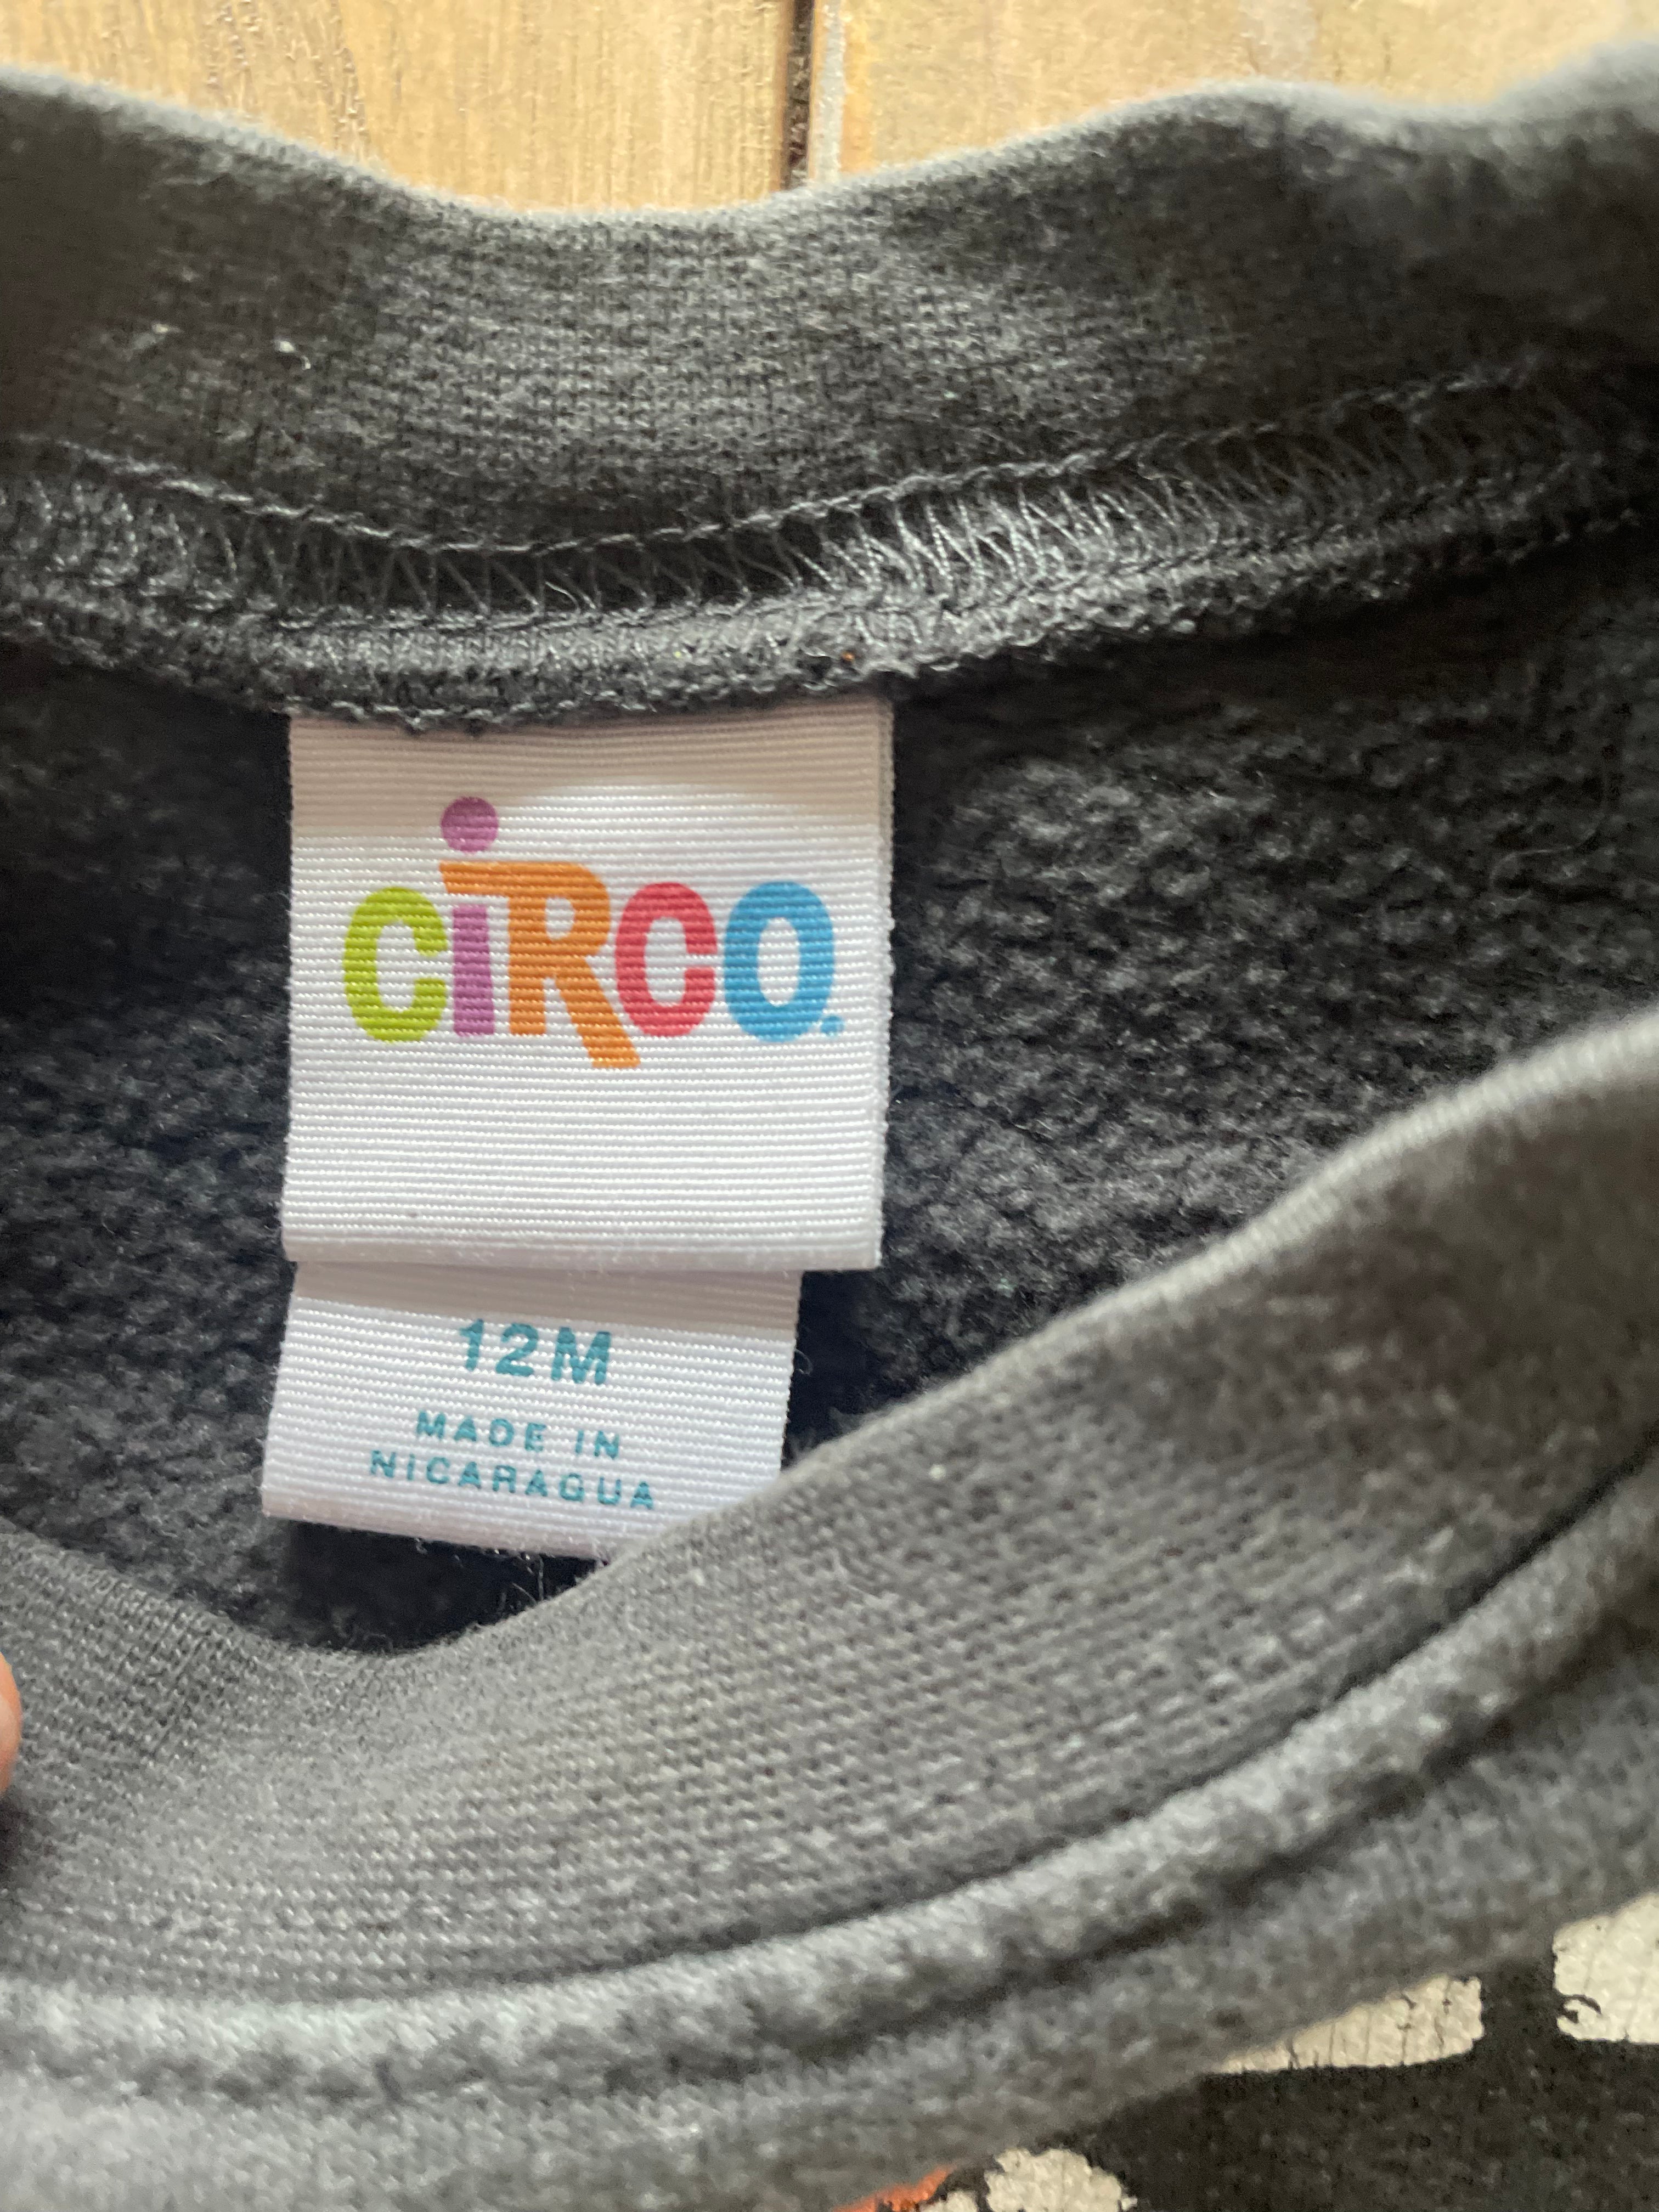 CiRCO.
12M
MADE IN
NICARAGUA